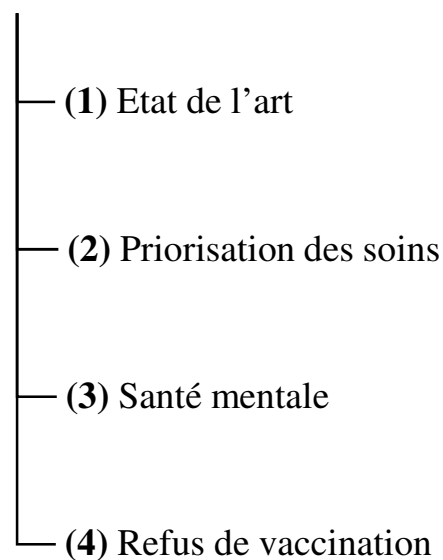 (1) Etat de l’art
(2) Priorisation des soins
(3) Santé mentale
(4) Refus de vaccination